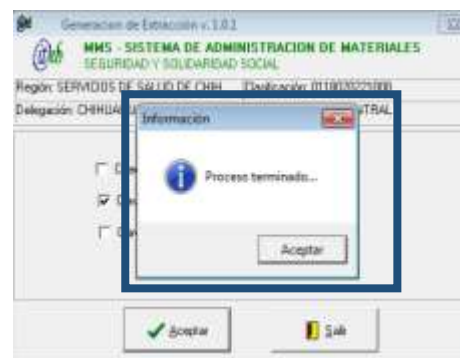 Generacion de Extracción v. 1.0.1
MMS - SISTEMA DE ADMINISTRACION DE MATERIALES
SEGURIDAD Y SOLIDARIDAD SOCIAL
Región: SERVICIOS DE SALUD DE CHIH
Clasificación:
Delegación:
Información
Proceso terminado...
Aceptar
Aceptar
Salir